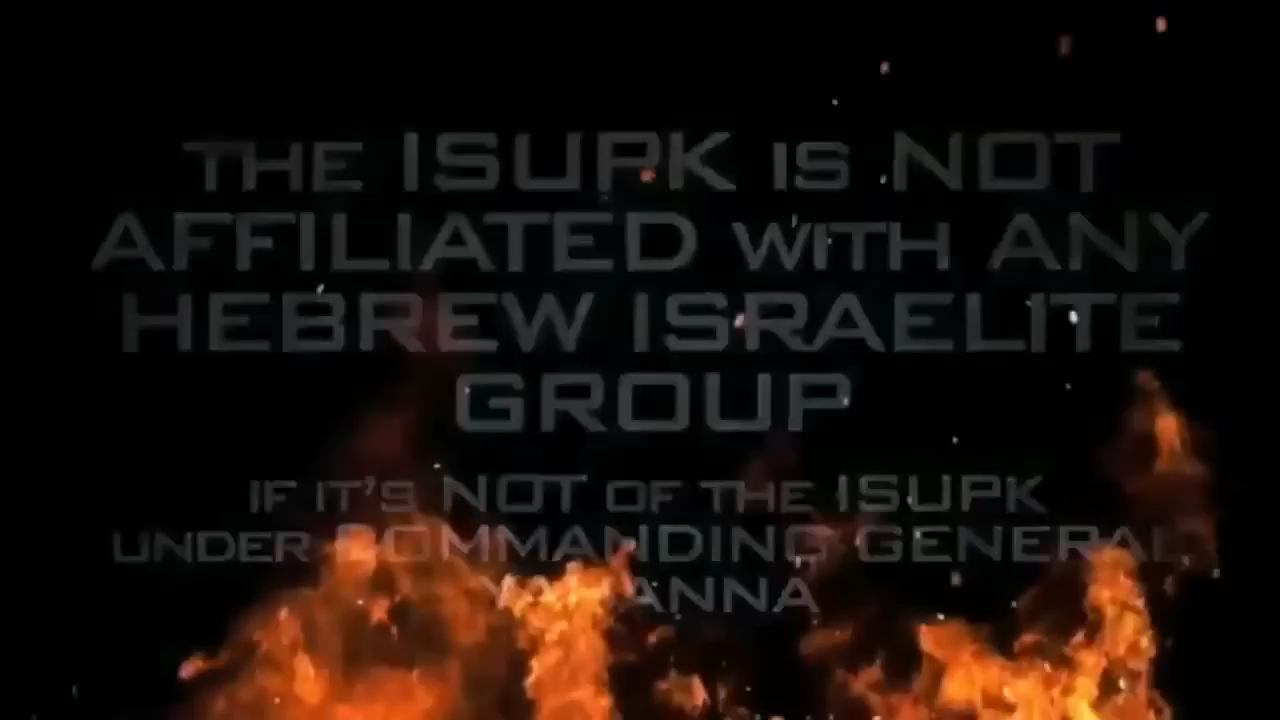 THE ISUPK IS NOT
AFFILIATED WITH ANY
HEBREW ISRAELITE
GROUP
IF IT'S NOT OF THE ISUPK
UNDER COMMANDING GENERAL